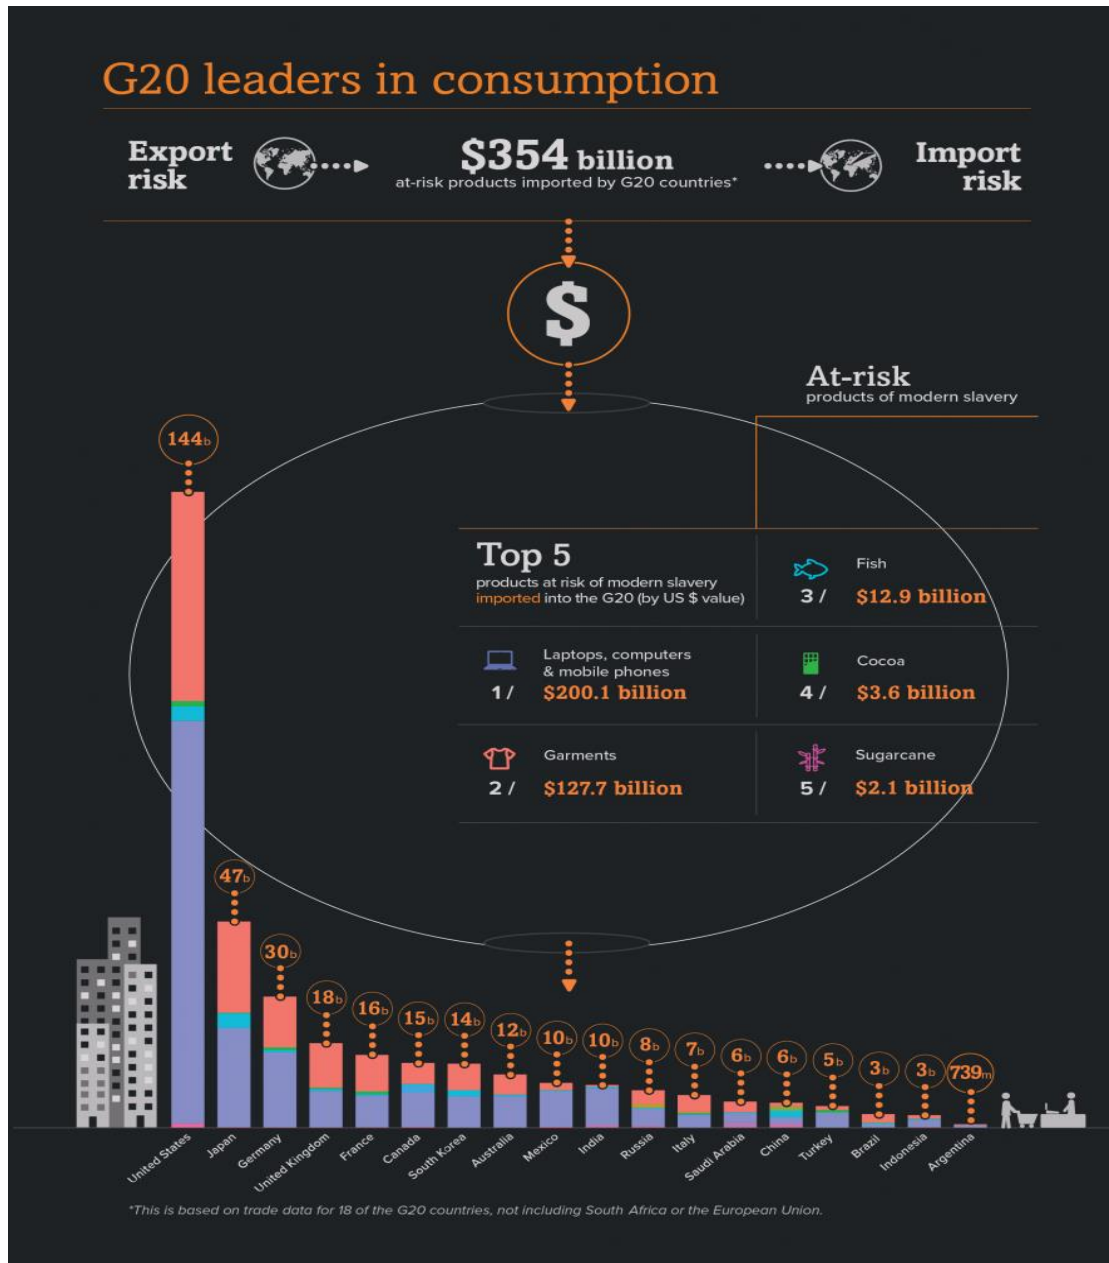 G20 leaders in consumption
Export
risk
$354 billion
at-risk products imported by G20 countries*
Import
risk
$
At-risk
products of modern slavery
Top 5
products at risk of modern slavery
imported into the G20 (by US $ value)
Fish
3 / $12.9 billion
Laptops, computers
& mobile phones
1 / $200.1 billion
Cocoa
4 / $3.6 billion
Garments
2 / $127.7 billion
Sugarcane
5 / $2.1 billion
144b
47b
30b
18b
16b
15b
14b
12b
10b
10b
8b
7b
6b
6b
5b
3b
3b
739m
United States
Japan
Germany
United Kingdom
France
Canada
South Korea
Australia
Mexico
India
Russia
Italy
Saudi Arabia
China
Turkey
Brazil
Indonesia
Argentina
*This is based on trade data for 18 of the G20 countries, not including South Africa or the European Union.